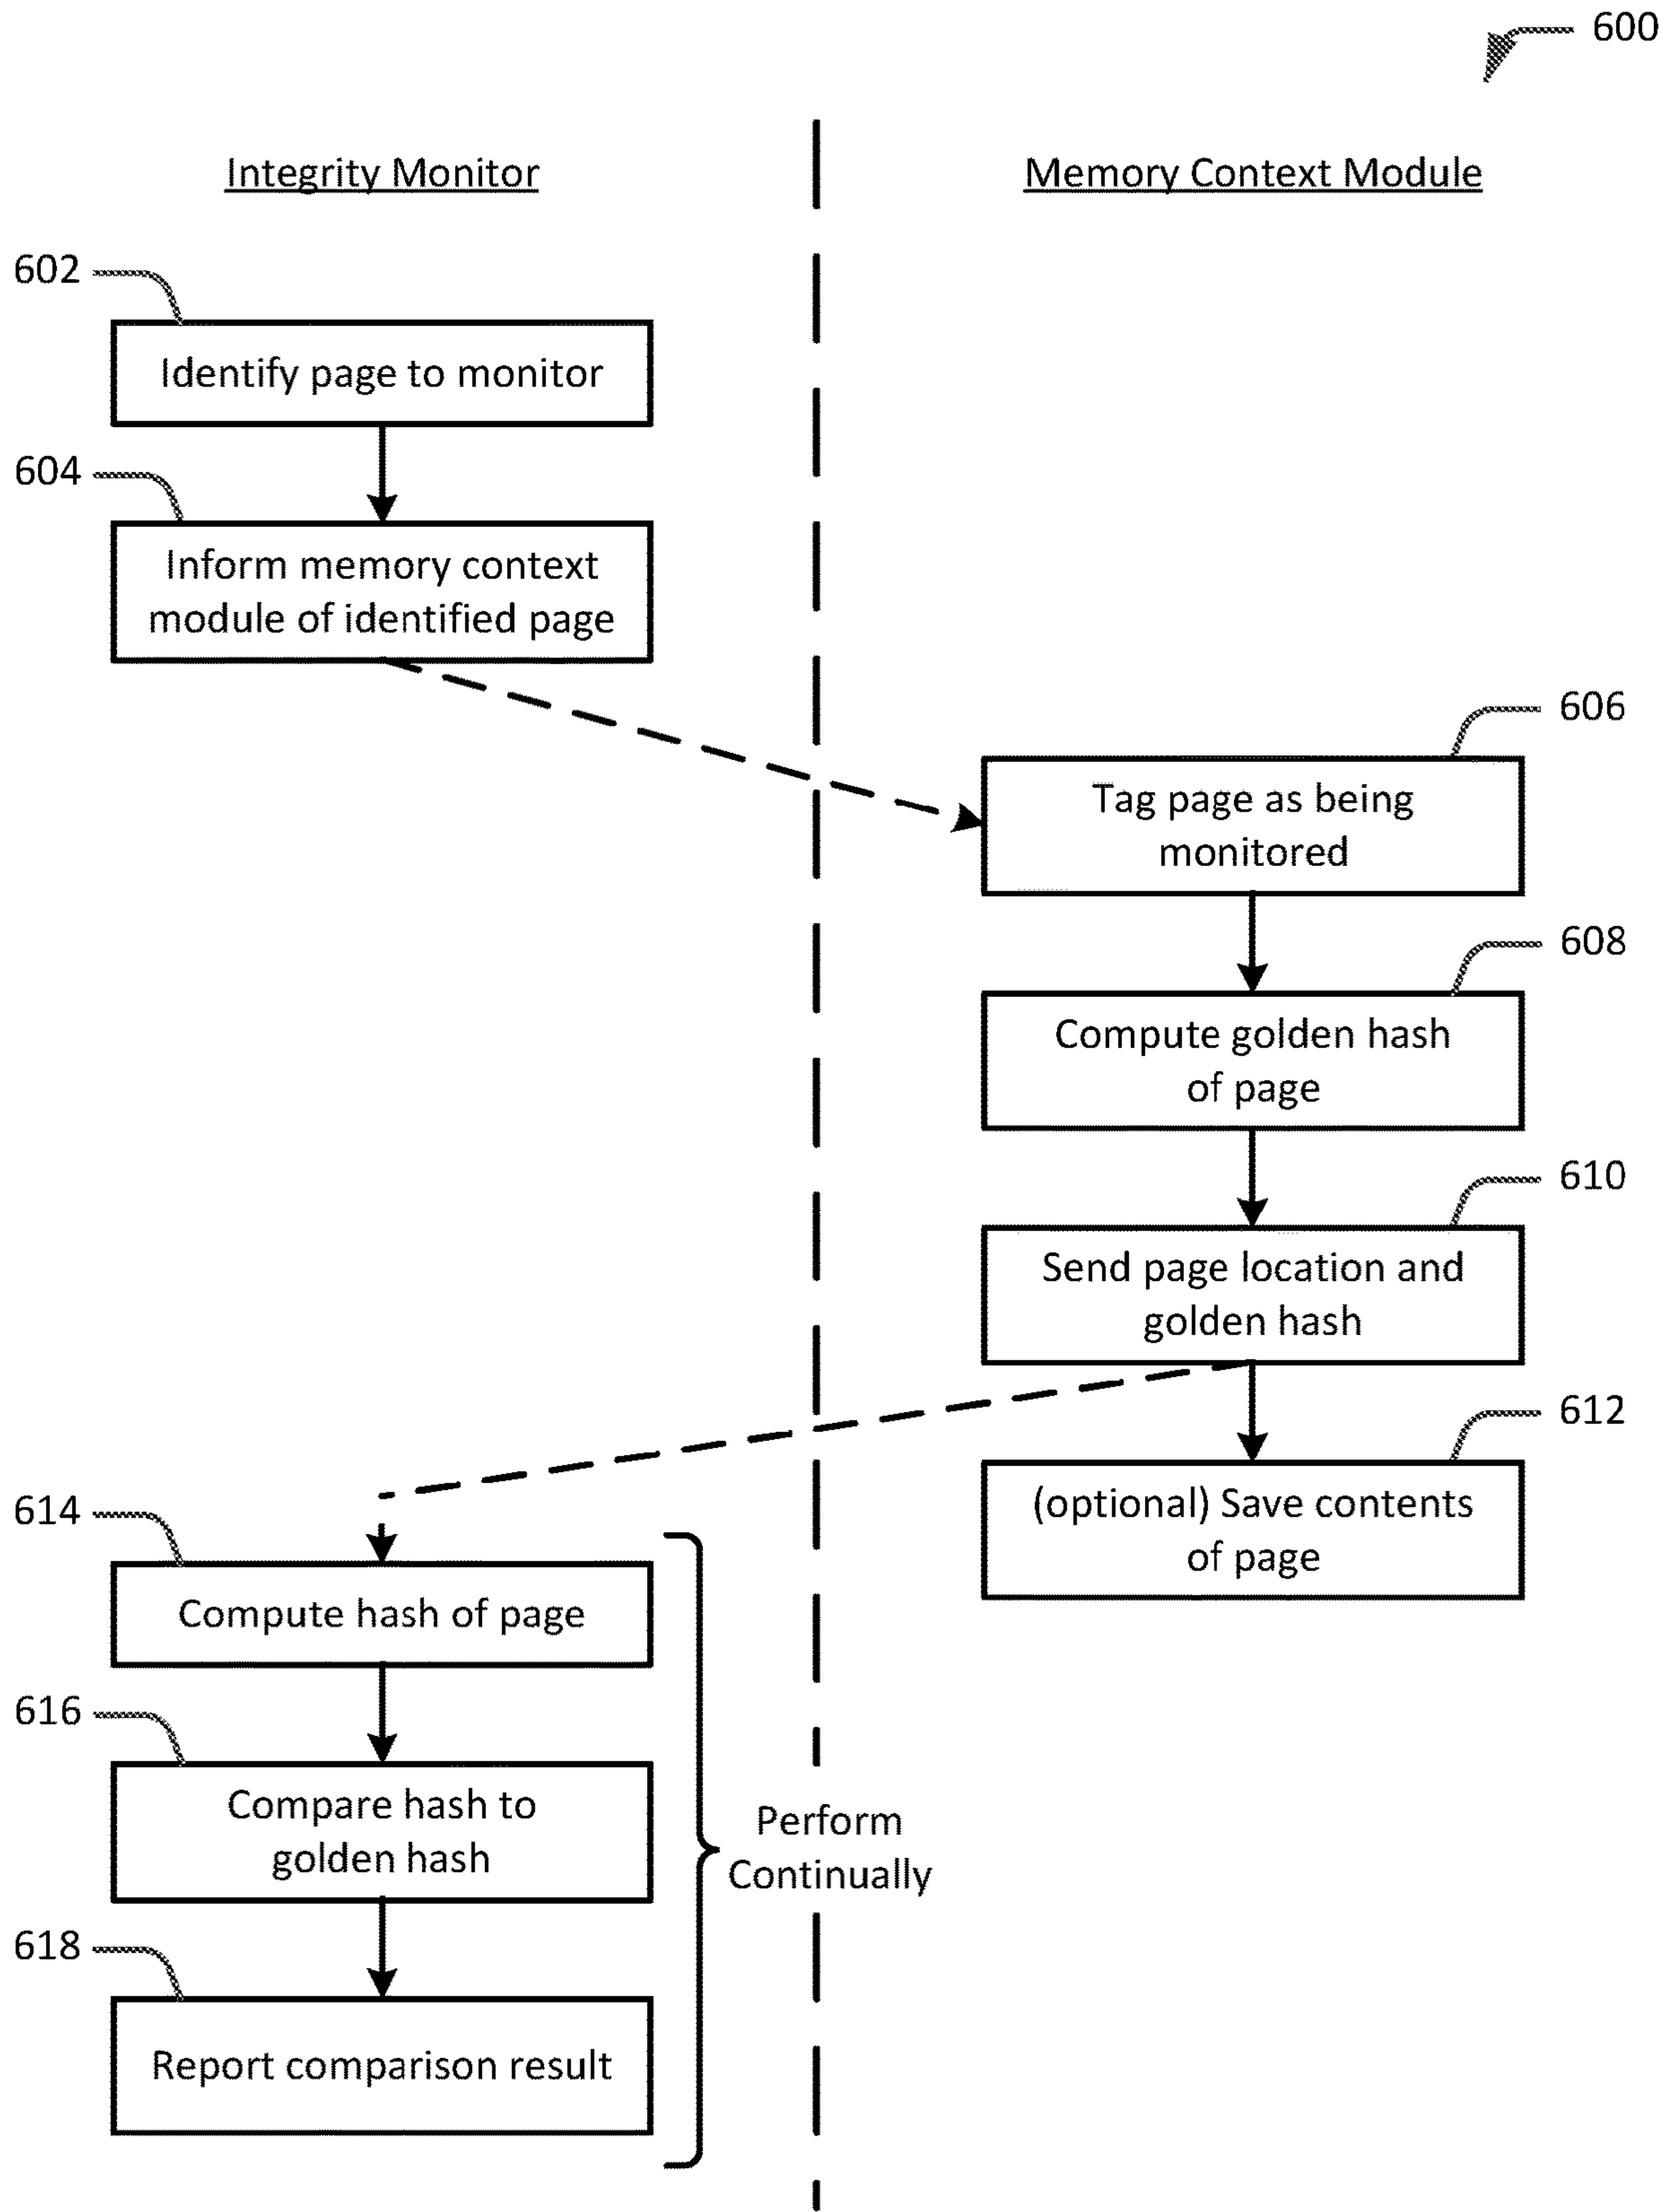 600
Integrity Monitor
Memory Context Module
602
Identify page to monitor
604
Inform memory context
module of identified page
606
Tag page as being
monitored
608
Compute golden hash
of page
610
Send page location and
golden hash
612
(optional) Save contents
of page
614
Compute hash of page
616
Compare hash to
golden hash
Perform
Continually
618
Report comparison result